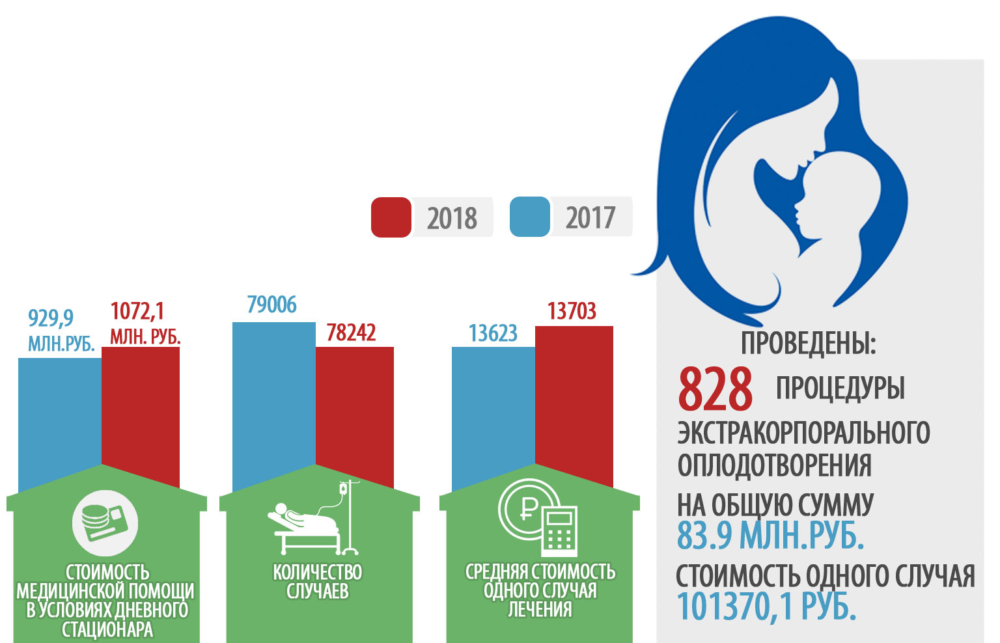 2018
2017
929,9
МЛН.РУБ.
1072,1
МЛН. РУБ.
79006
78242
13623
13703
СТОИМОСТЬ
МЕДИЦИНСКОЙ ПОМОЩИ
В УСЛОВИЯХ ДНЕВНОГО
СТАЦИОНАРА
КОЛИЧЕСТВО
СЛУЧАЕВ
СРЕДНЯЯ СТОИМОСТЬ
ОДНОГО СЛУЧАЯ
ЛЕЧЕНИЯ
ПРОВЕДЕНЫ:
828 ПРОЦЕДУРЫ
ЭКСТРАКОРПОРАЛЬНОГО
ОПЛОДОТВОРЕНИЯ
НА ОБЩУЮ СУММУ
83.9 МЛН.РУБ.
СТОИМОСТЬ ОДНОГО СЛУЧАЯ
101370,1 РУБ.